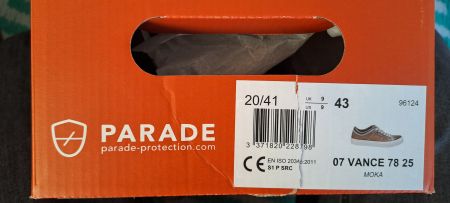 PARADE
parade-protection.com
20/41
UK 9
US 9
43
96124
3 371820 228798
CE EN ISO 20345:2011
S1 P SRC
07 VANCE 78 25
MOKA